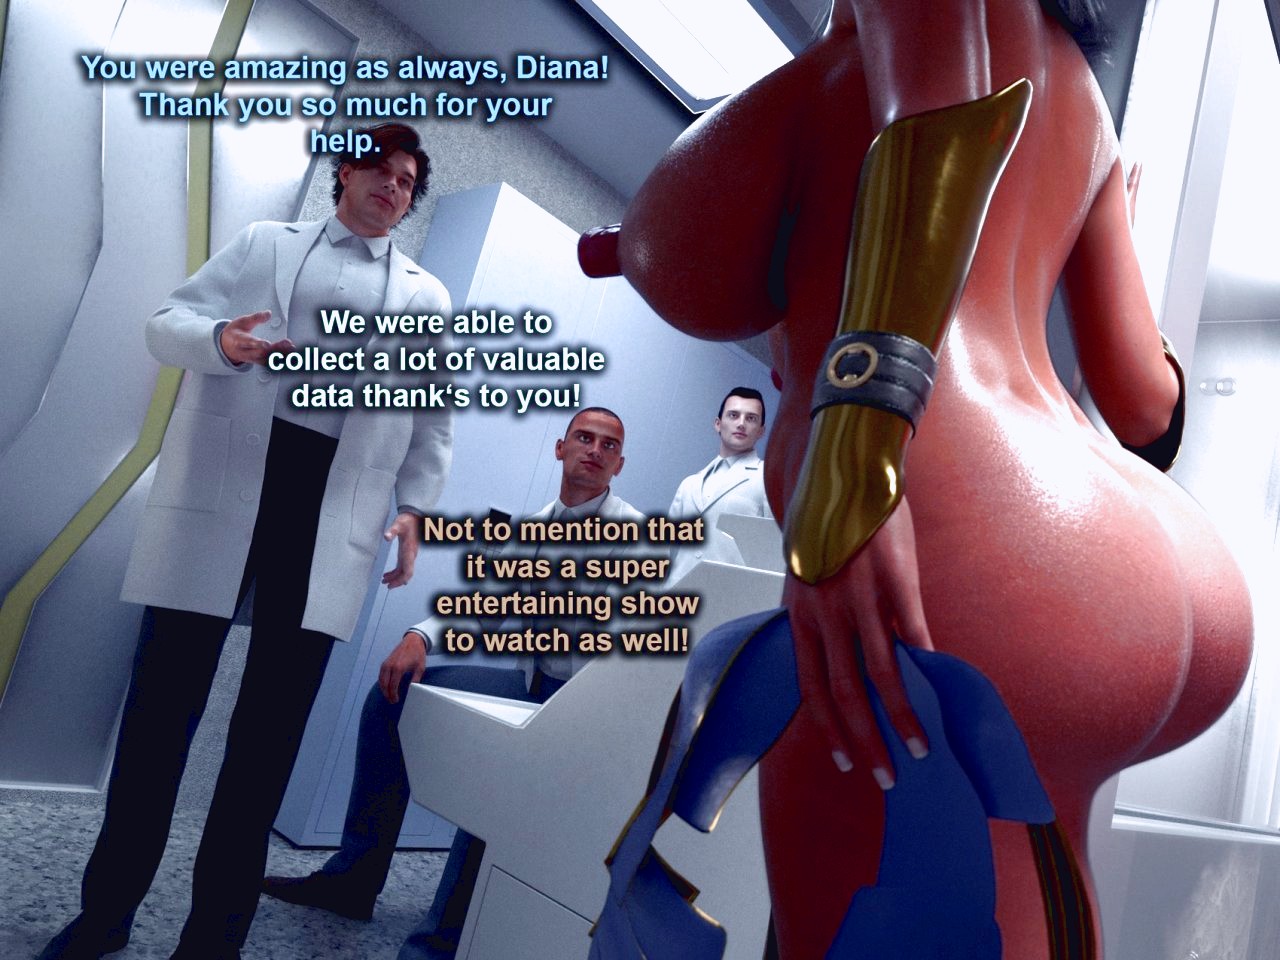 You were amazing as always, Diana!
Thank you so much for your
help.
We were able to
collect a lot of valuable
data thank‘s to you!
Not to mention that
it was a super
entertaining show
to watch as well!